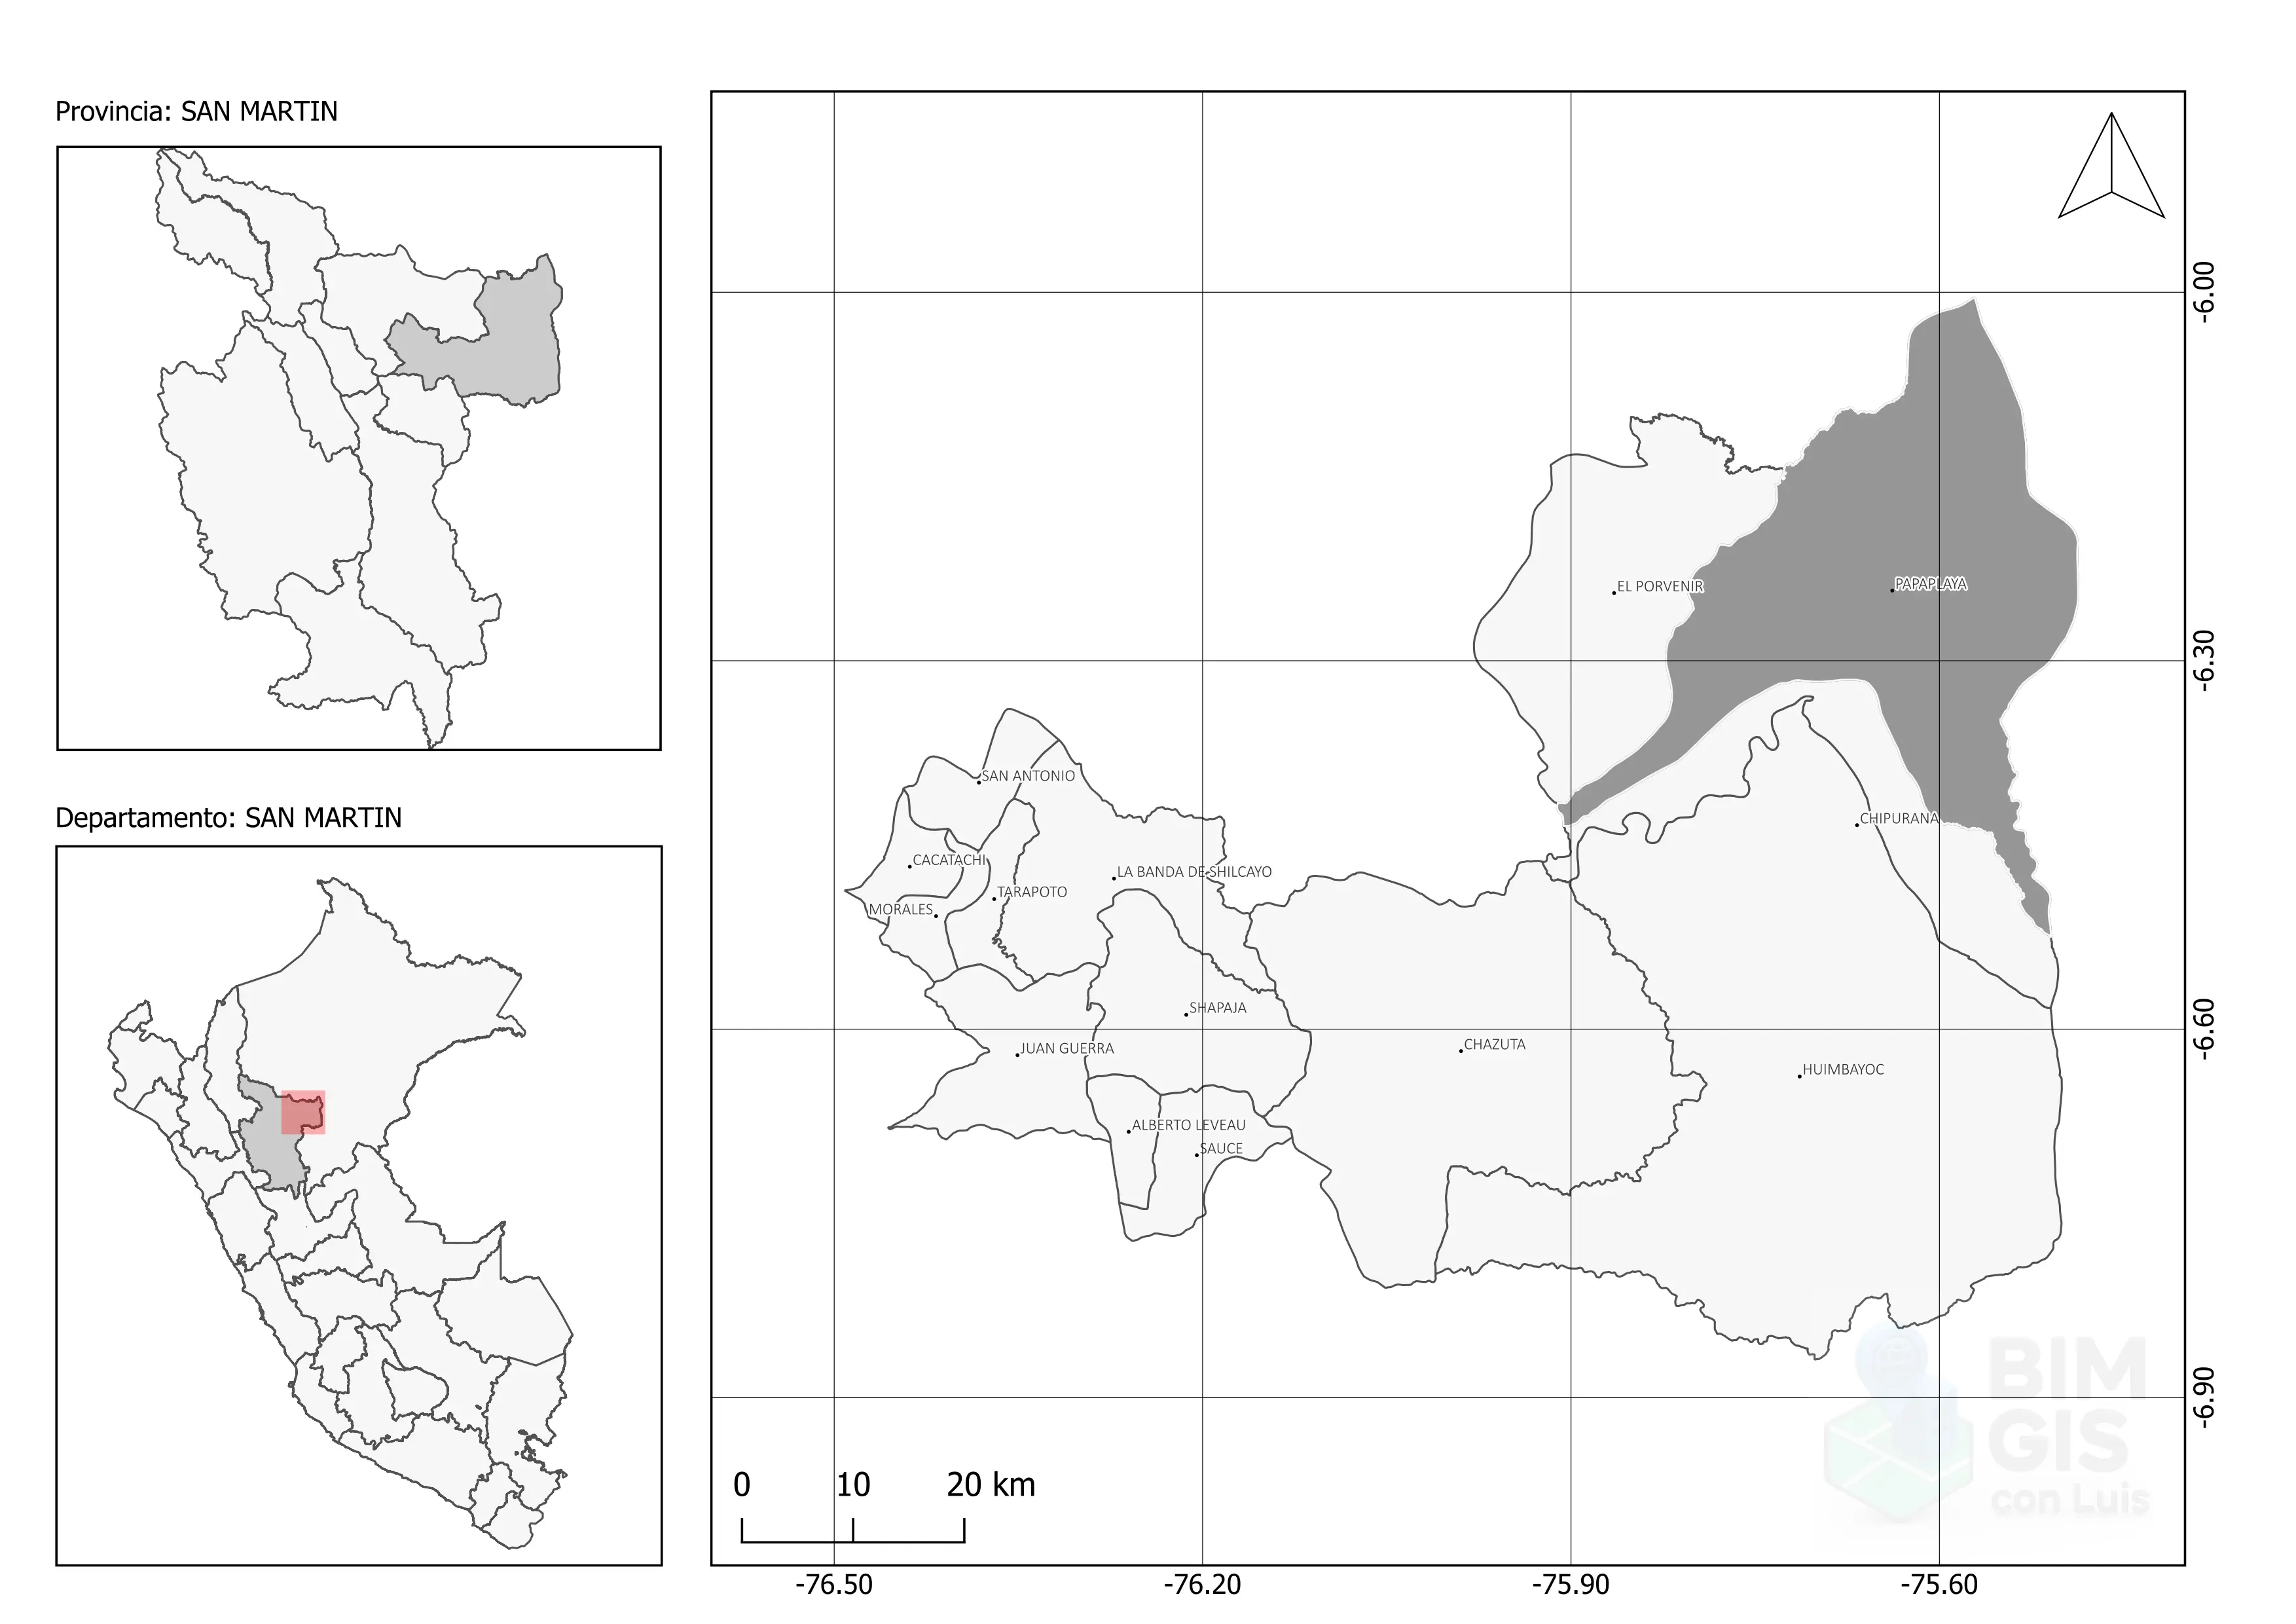 Provincia: SAN MARTIN
Departamento: SAN MARTIN
-6.00
-6.30
-6.60
-6.90
-76.50
-76.20
-75.90
-75.60
EL PORVENIR
PAPAPLAYA
SAN ANTONIO
CHIPURANA
CACATACHI
LA BANDA DE SHILCAYO
TARAPOTO
MORALES
SHAPAJA
JUAN GUERRA
CHAZUTA
HUIMBAYOC
ALBERTO LEVEAU
SAUCE
0 10 20 km
BIM
GIS
con Luis